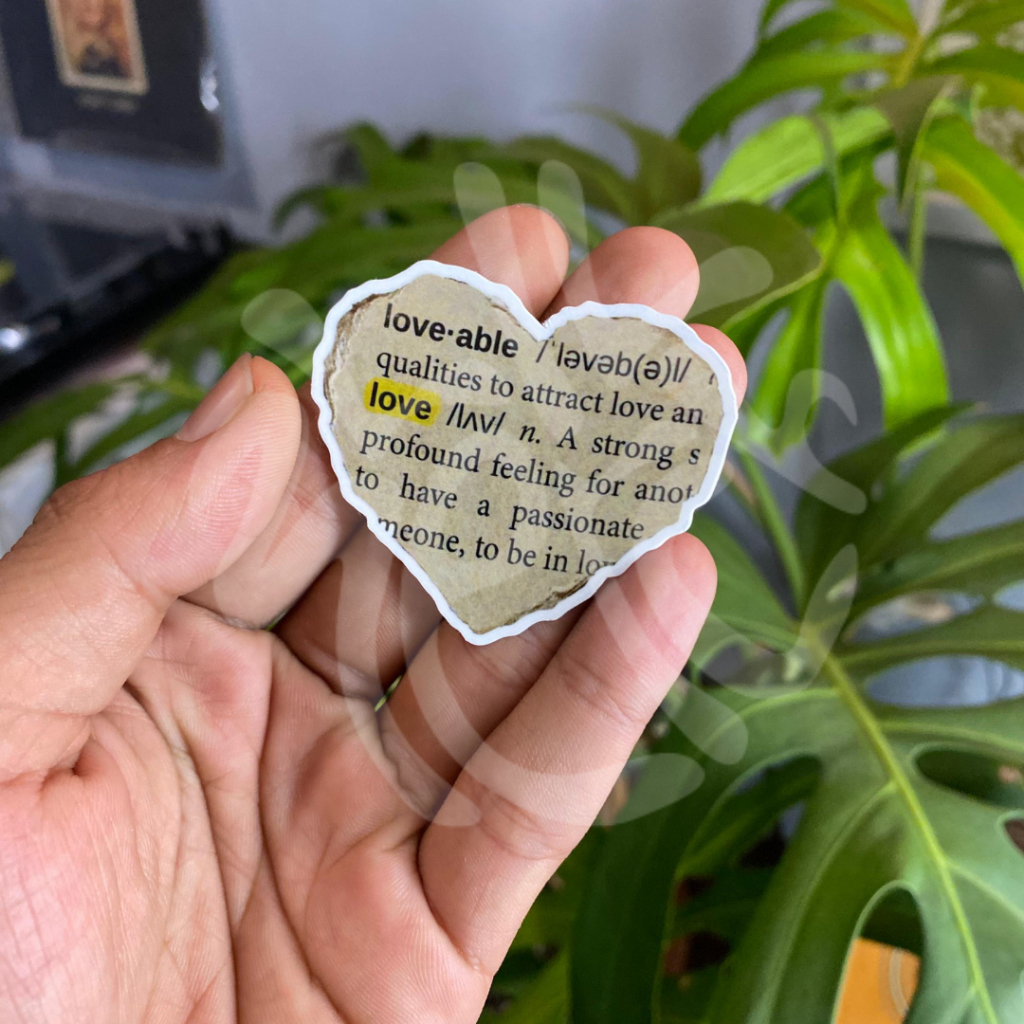 love·able /ˈləvəb(ə)l/
qualities to attract love an
love /lʌv/ n. A strong s
profound feeling for anot
to have a passionate
meone, to be in lov